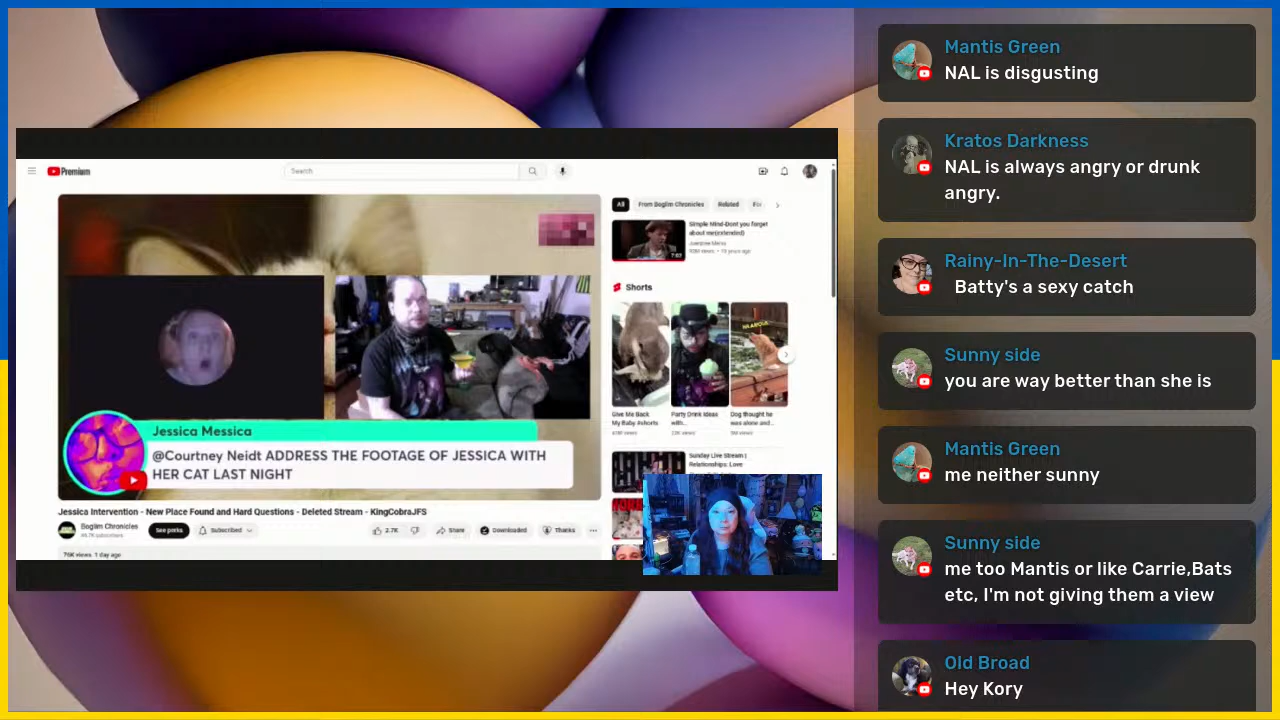 Premium
Search
All
From Boglim Chronicles
Related
Simple Mind-Dont you forget
about me(extended)
7:03
10 years ago
Shorts
Jessica Messica
@Courtney Neidt ADDRESS THE FOOTAGE OF JESSICA WITH
HER CAT LAST NIGHT
Give Me Back
My Baby #shorts
Party Drink Ideas
with...
Dog thought he
was alone and...
Sunday Live Stream |
Relationships: Love
Jessica Intervention - New Place Found and Hard Questions - Deleted Stream - KingCobraJFS
Boglim Chronicles
See perks
Subscribed
2.7K
Share
Downloaded
Thanks
1 day ago
Mantis Green
NAL is disgusting
Kratos Darkness
NAL is always angry or drunk
angry.
Rainy-In-The-Desert
Batty's a sexy catch
Sunny side
you are way better than she is
Mantis Green
me neither sunny
Sunny side
me too Mantis or like Carrie,Bats
etc, I'm not giving them a view
Old Broad
Hey Kory